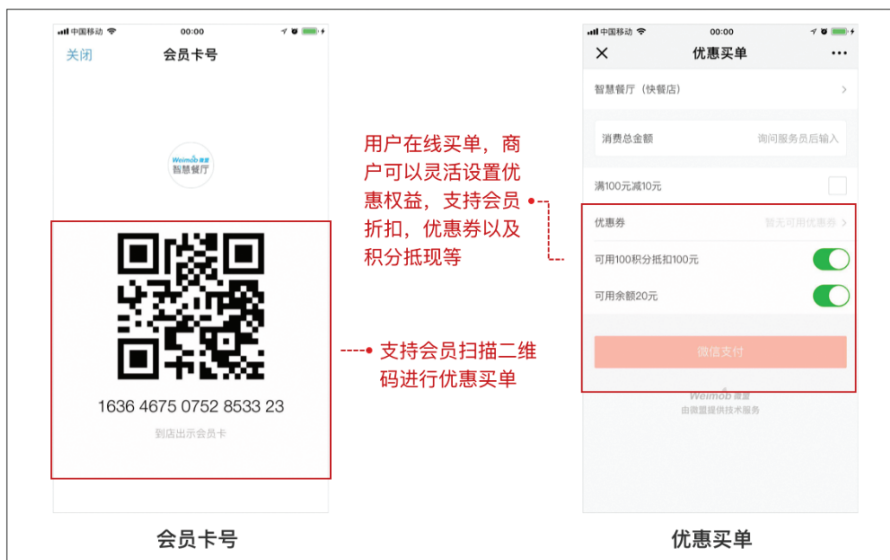 中国移动
00:00
关闭
会员卡号
Weimob 微盟
智慧餐厅
1636 4675 0752 8533 23
到店出示会员卡
会员卡号
用户在线买单，商
户可以灵活设置优
惠权益，支持会员
折扣，优惠券以及
积分抵现等
支持会员扫描二维
码进行优惠买单
中国移动
00:00
优惠买单
智慧餐厅（快餐店）
消费总金额
询问服务员后输入
满100元减10元
优惠券
暂无可用优惠券
可用100积分抵扣100元
可用余额20元
微信支付
Weimob 微盟
由微盟提供技术服务
优惠买单